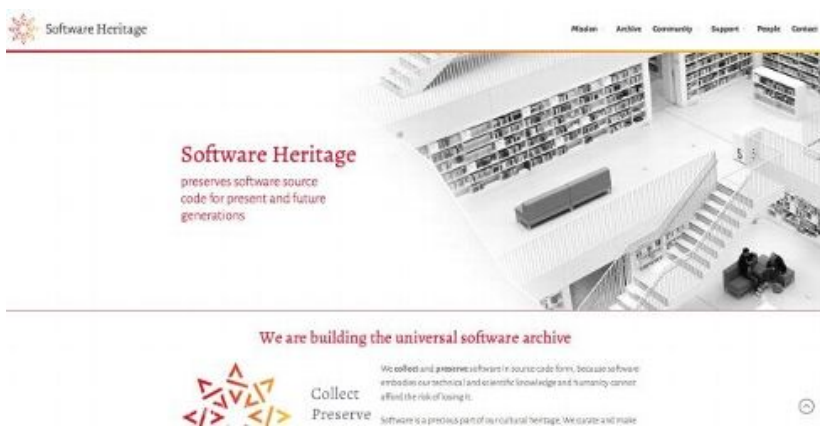 Software Heritage
Mission Archive Community Support People Contact
Software Heritage
preserves software source
code for present and future
generations
We are building the universal software archive
Collect
Preserve
We collect and preserve software in source code form, because software
embodies our technical and scientific knowledge and humanity cannot
afford the risk of losing it.
Software is a precious part of our cultural heritage. We curate and make